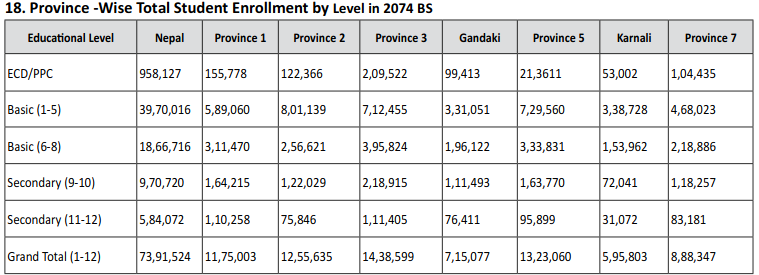 18. Province -Wise Total Student Enrollment by Level in 2074 BS
Educational Level Nepal Province 1 Province 2 Province 3 Gandaki Province 5 Karnali Province 7
ECD/PPC 958,127 155,778 122,366 2,09,522 99,413 21,3611 53,002 1,04,435
Basic (1-5) 39,70,016 5,89,060 8,01,139 7,12,455 3,31,051 7,29,560 3,38,728 4,68,023
Basic (6-8) 18,66,716 3,11,470 2,56,621 3,95,824 1,96,122 3,33,831 1,53,962 2,18,886
Secondary (9-10) 9,70,720 1,64,215 1,22,029 2,18,915 1,11,493 1,63,770 72,041 1,18,257
Secondary (11-12) 5,84,072 1,10,258 75,846 1,11,405 76,411 95,899 31,072 83,181
Grand Total (1-12) 73,91,524 11,75,003 12,55,635 14,38,599 7,15,077 13,23,060 5,95,803 8,88,347